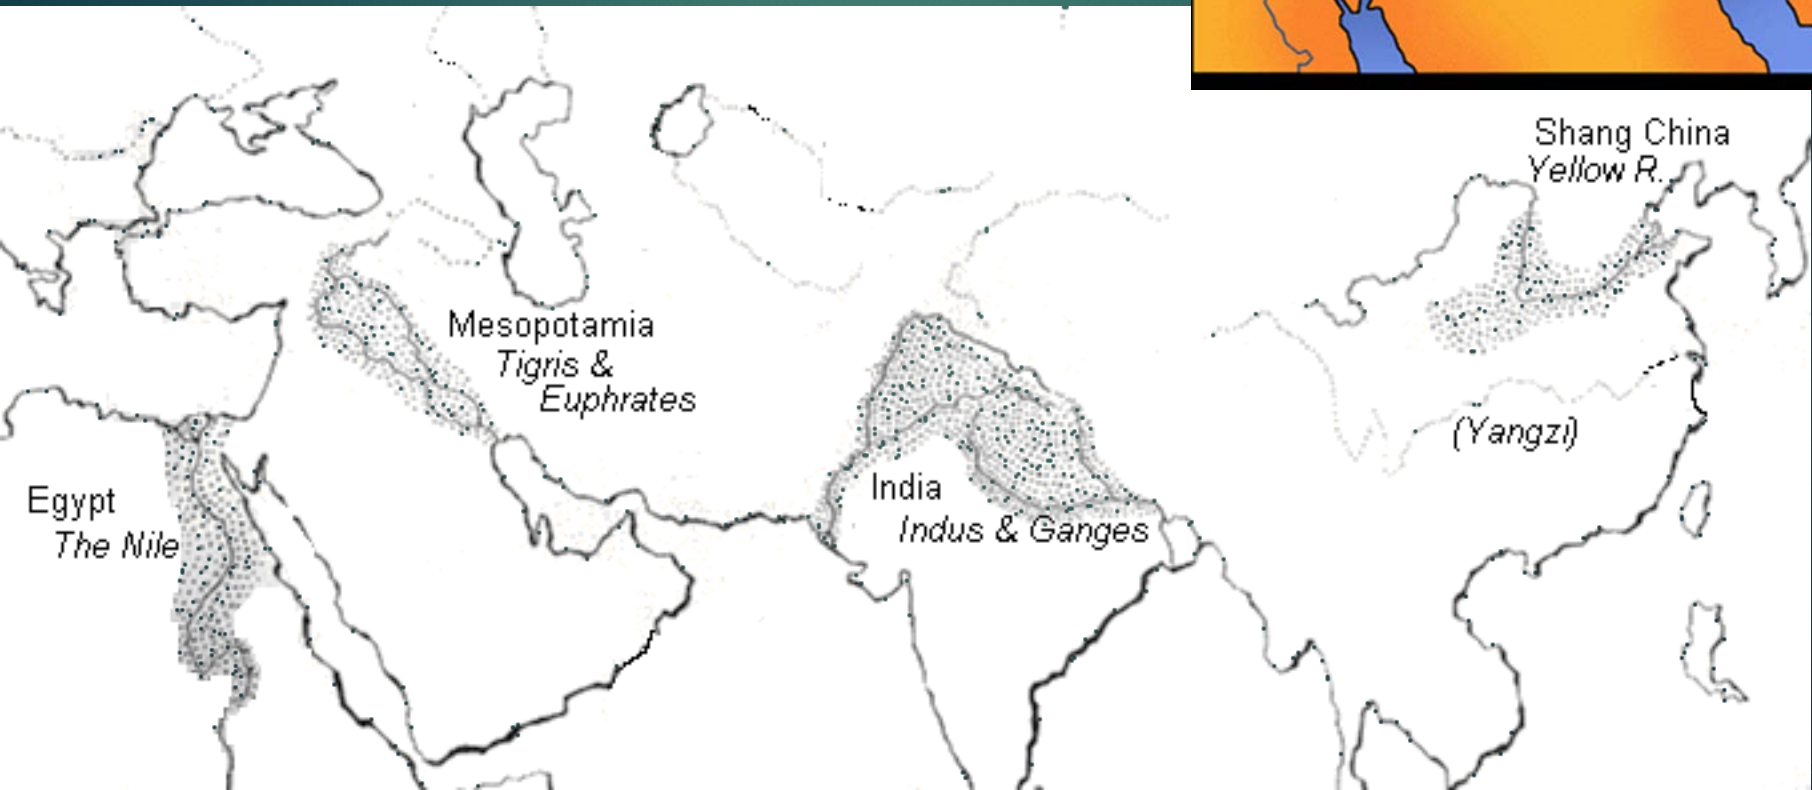 Shang China
Yellow R.
Mesopotamia
Tigris &
Euphrates
(Yangzi)
Egypt
The Nile
India
Indus & Ganges